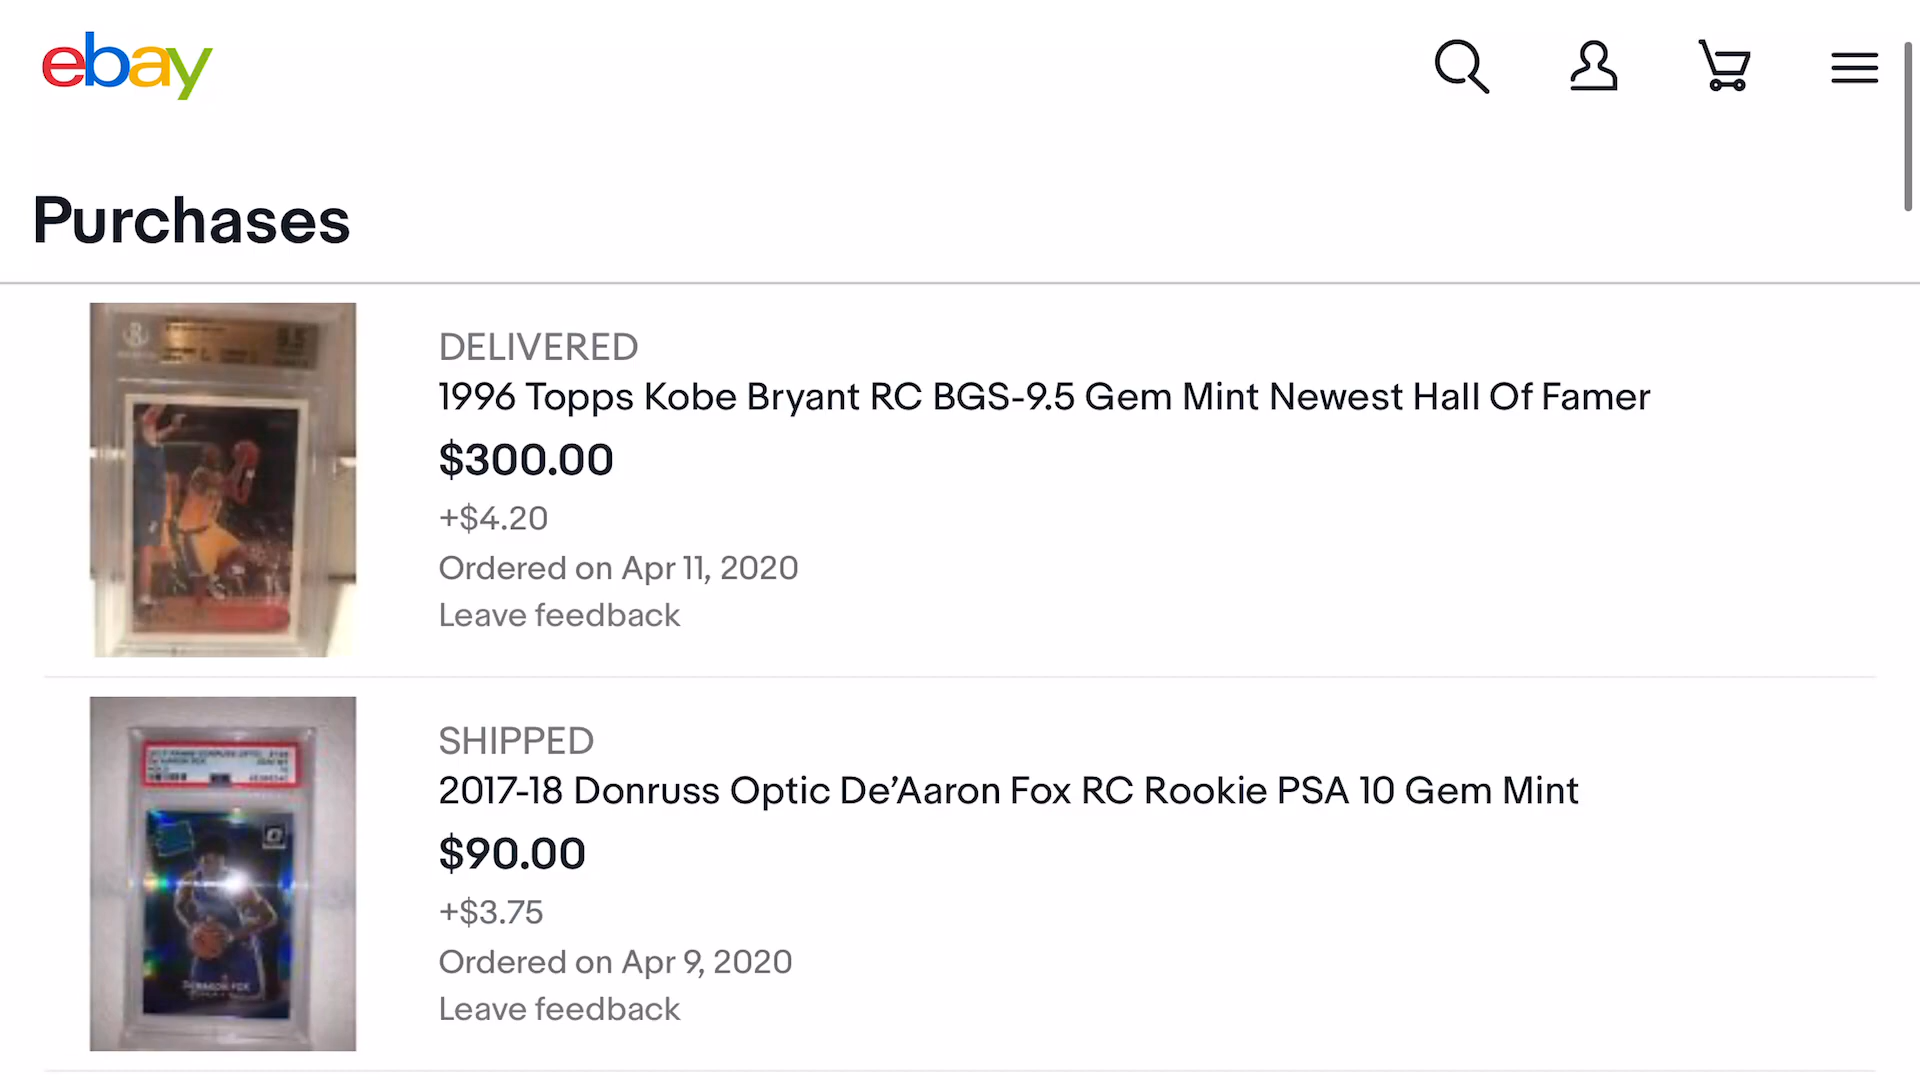 ebay
Purchases
9.5
DELIVERED
1996 Topps Kobe Bryant RC BGS-9.5 Gem Mint Newest Hall Of Famer
$300.00
+$4.20
Ordered on Apr 11, 2020
Leave feedback
SHIPPED
2017-18 Donruss Optic De’Aaron Fox RC Rookie PSA 10 Gem Mint
$90.00
+$3.75
Ordered on Apr 9, 2020
Leave feedback